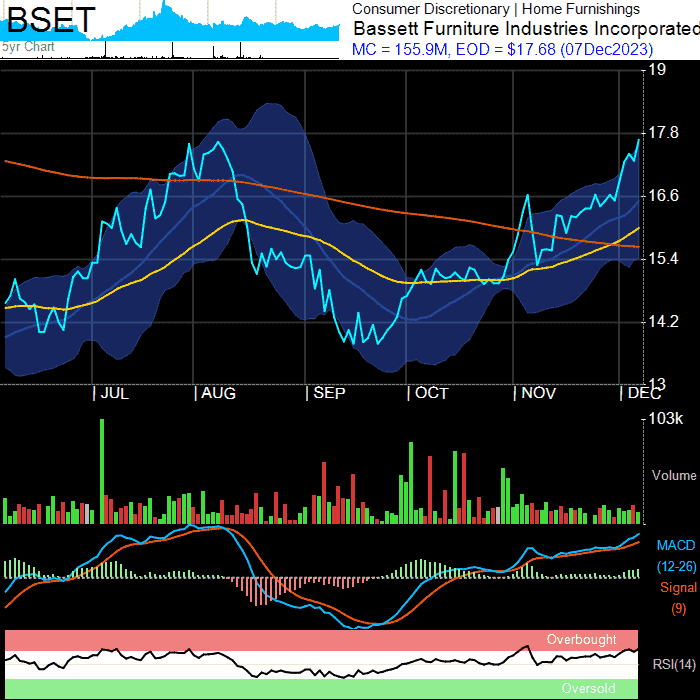 BSET
5yr Chart
Consumer Discretionary | Home Furnishings
Bassett Furniture Industries Incorporated
MC = 155.9M, EOD = $17.68 (07Dec2023)
19
17.8
16.6
15.4
14.2
13
| JUL
| AUG
| SEP
| OCT
| NOV
| DEC
103k
Volume
MACD
(12-26)
Signal
(9)
Overbought
RSI(14)
Oversold